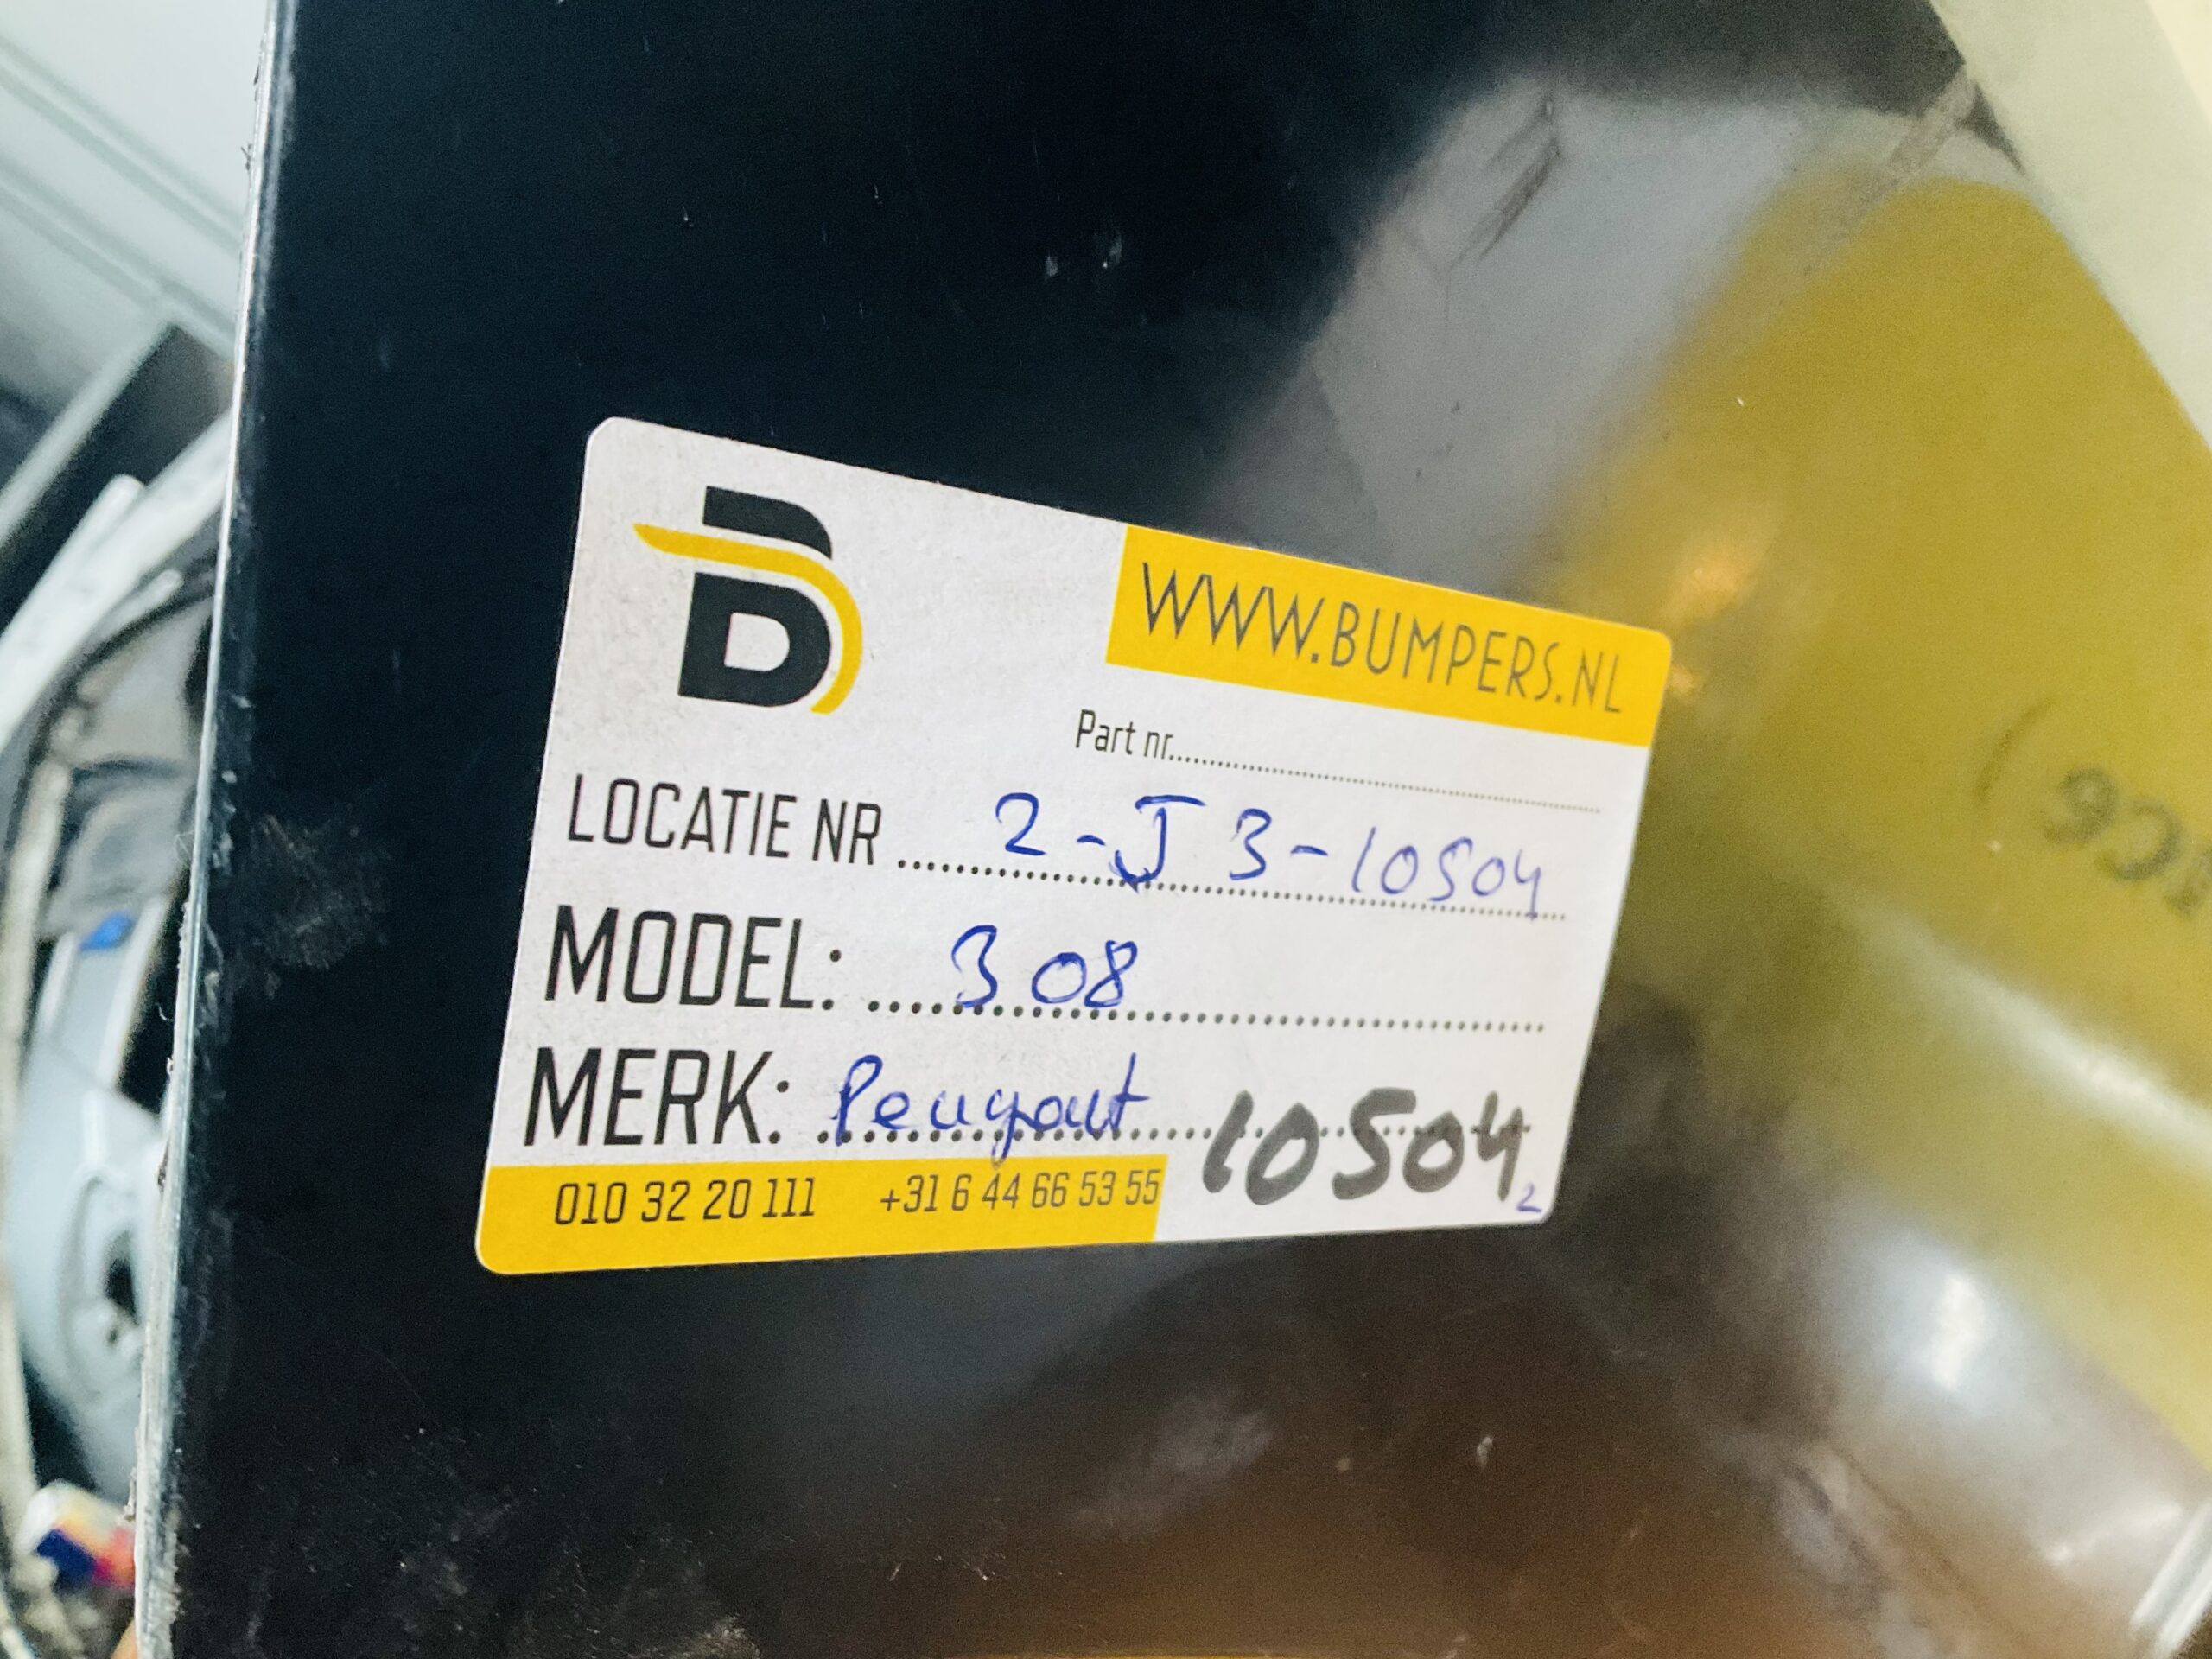 B
WWW.BUMPERS.NL
Part nr...............
LOCATIE NR ....2-J3-10504
MODEL: ....308
MERK: Peugout
10504
2
010 32 20 111 +31 6 44 66 53 55